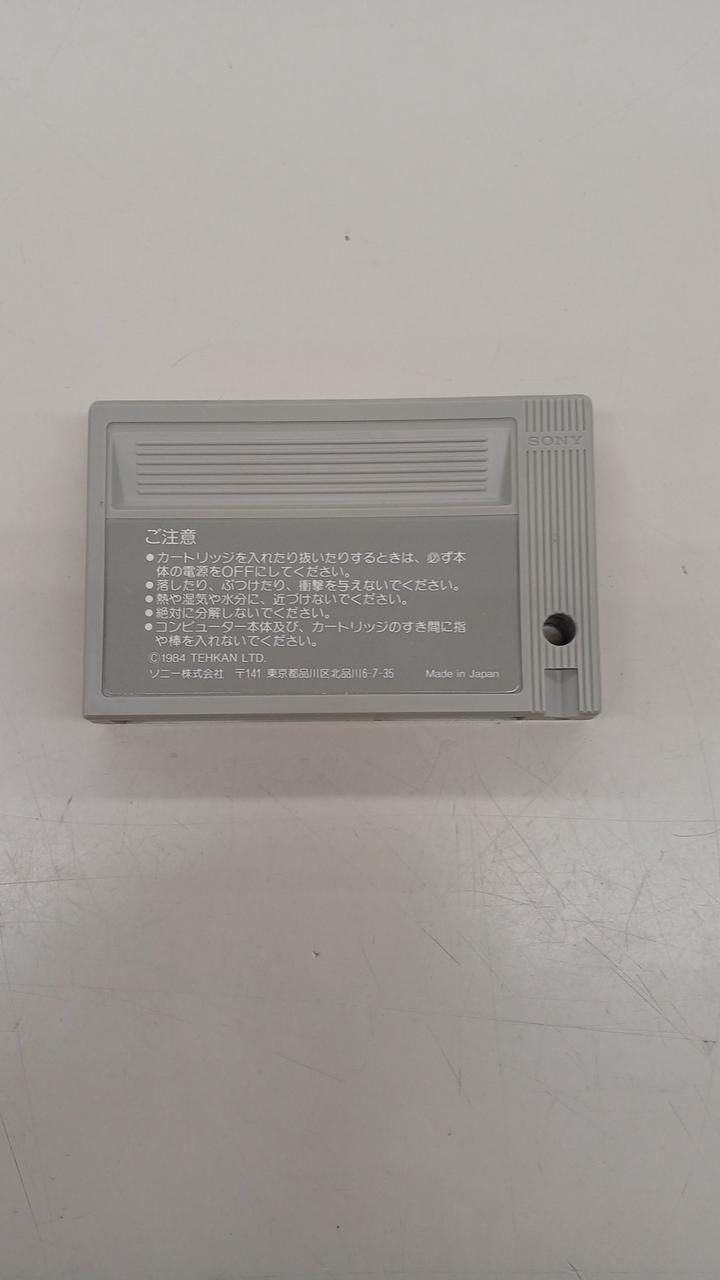 SONY
ご注意
●カートリッジを入れたり抜いたりするときは、必ず本
体の電源をOFFにしてください。
●落したり、ぶつけたり、衝撃を与えないでください。
●熱や湿気や水分に、近づけないでください。
●絶対に分解しないでください。
●コンピューター本体及び、カートリッジのすき間に指
や棒を入れないでください。
©1984 TEHKAN LTD.
ソニー株式会社 〒141 東京都品川区北品川6-7-35 Made in Japan